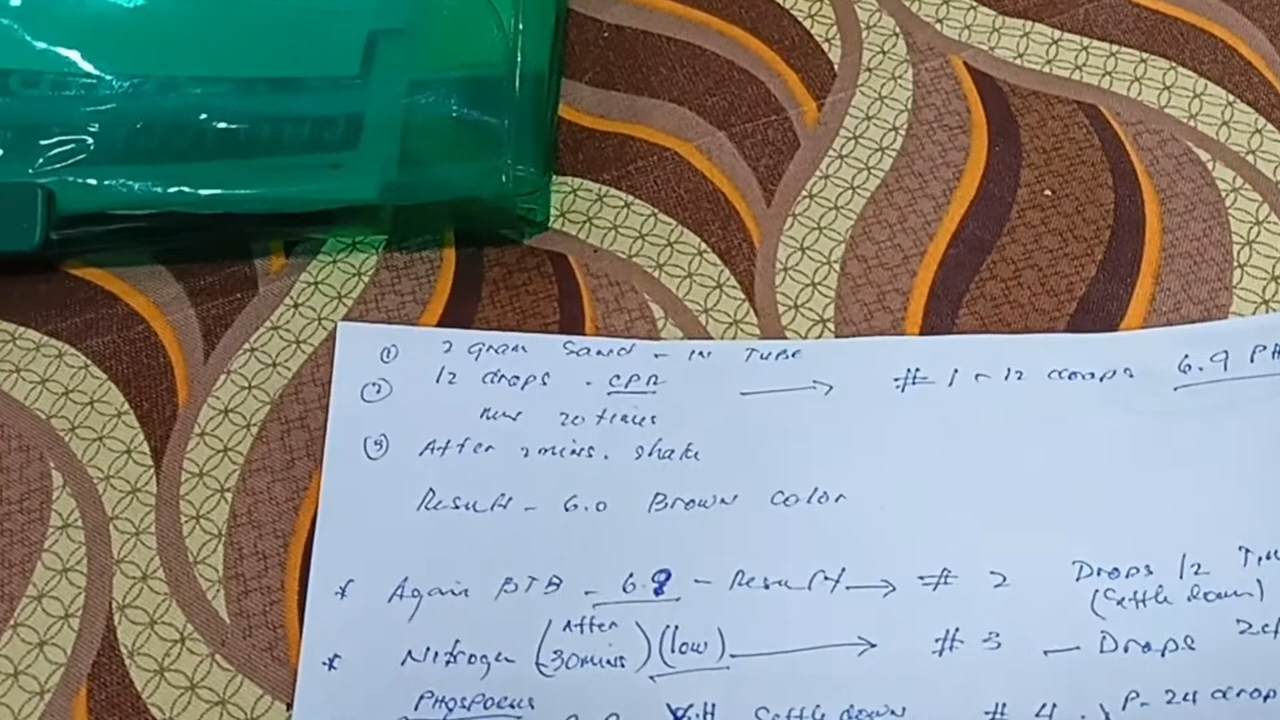 ① 2 gram Sand - in TUBE
② 12 drops . CPR → # 1 - 12 drops 6.9 PH
20 times
③ After 2 mins. shake
Result - 6.0 Brown color
* Again BTB - 6.8 - Result → # 2 Drops 12
(Settle down)
* Nitrogen (After 30mins) (low) → # 3 - Drops
PHOSPOCUS Settle down # 4 P- 24 drop